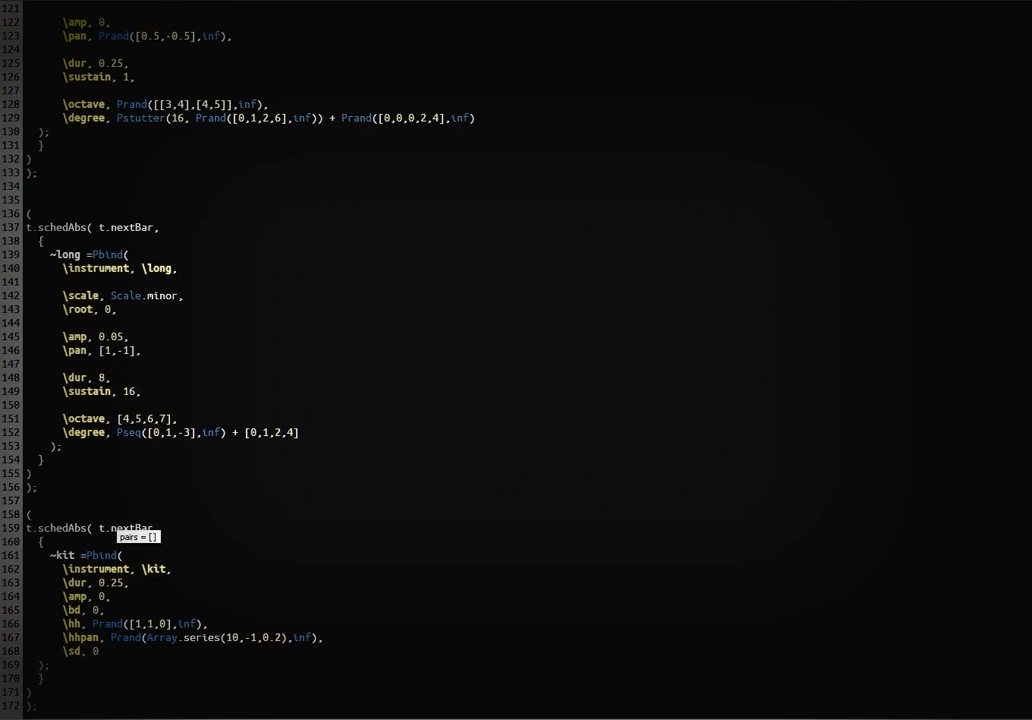 121
122 \amp, 0,
123 \pan, Prand([0.5,-0.5],inf),
124
125 \dur, 0.25,
126 \sustain, 1,
127
128 \octave, Prand([[3,4],[4,5]],inf),
129 \degree, Pstutter(16, Prand([0,1,2,6],inf)) + Prand([0,0,0,2,4],inf)
130 );
131 }
132 )
133 );
134
135
136 (
137 t.schedAbs( t.nextBar,
138 {
139 ~long =Pbind(
140 \instrument, \long,
141
142 \scale, Scale.minor,
143 \root, 0,
144
145 \amp, 0.05,
146 \pan, [1,-1],
147
148 \dur, 8,
149 \sustain, 16,
150
151 \octave, [4,5,6,7],
152 \degree, Pseq([0,1,-3],inf) + [0,1,2,4]
153 );
154 }
155 )
156 );
157
158 (
159 t.schedAbs( t.nextBar
pairs = []
160 {
161 ~kit =Pbind(
162 \instrument, \kit,
163 \dur, 0.25,
164 \amp, 0,
165 \bd, 0,
166 \hh, Prand([1,1,0],inf),
167 \hhpan, Prand(Array.series(10,-1,0.2),inf),
168 \sd, 0
169 );
170 }
171 )
172 );